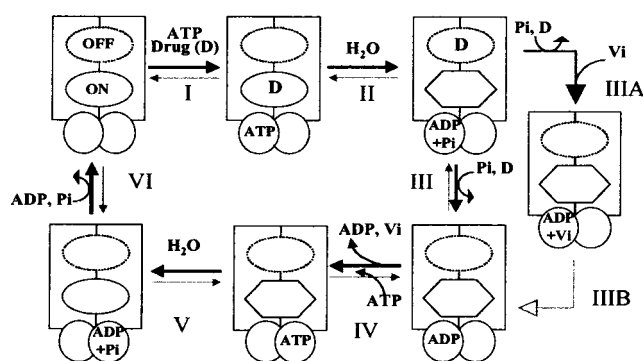 OFF
ON
ATP
Drug (D)
I
D
ATP
H₂O
II
D
ADP
+Pi
Pi, D
Vi
IIIA
ADP
+Vi
ADP, Pi
VI
III
Pi, D
ADP
+Pi
H₂O
V
ATP
ADP, Vi
ATP
IV
ADP
IIIB